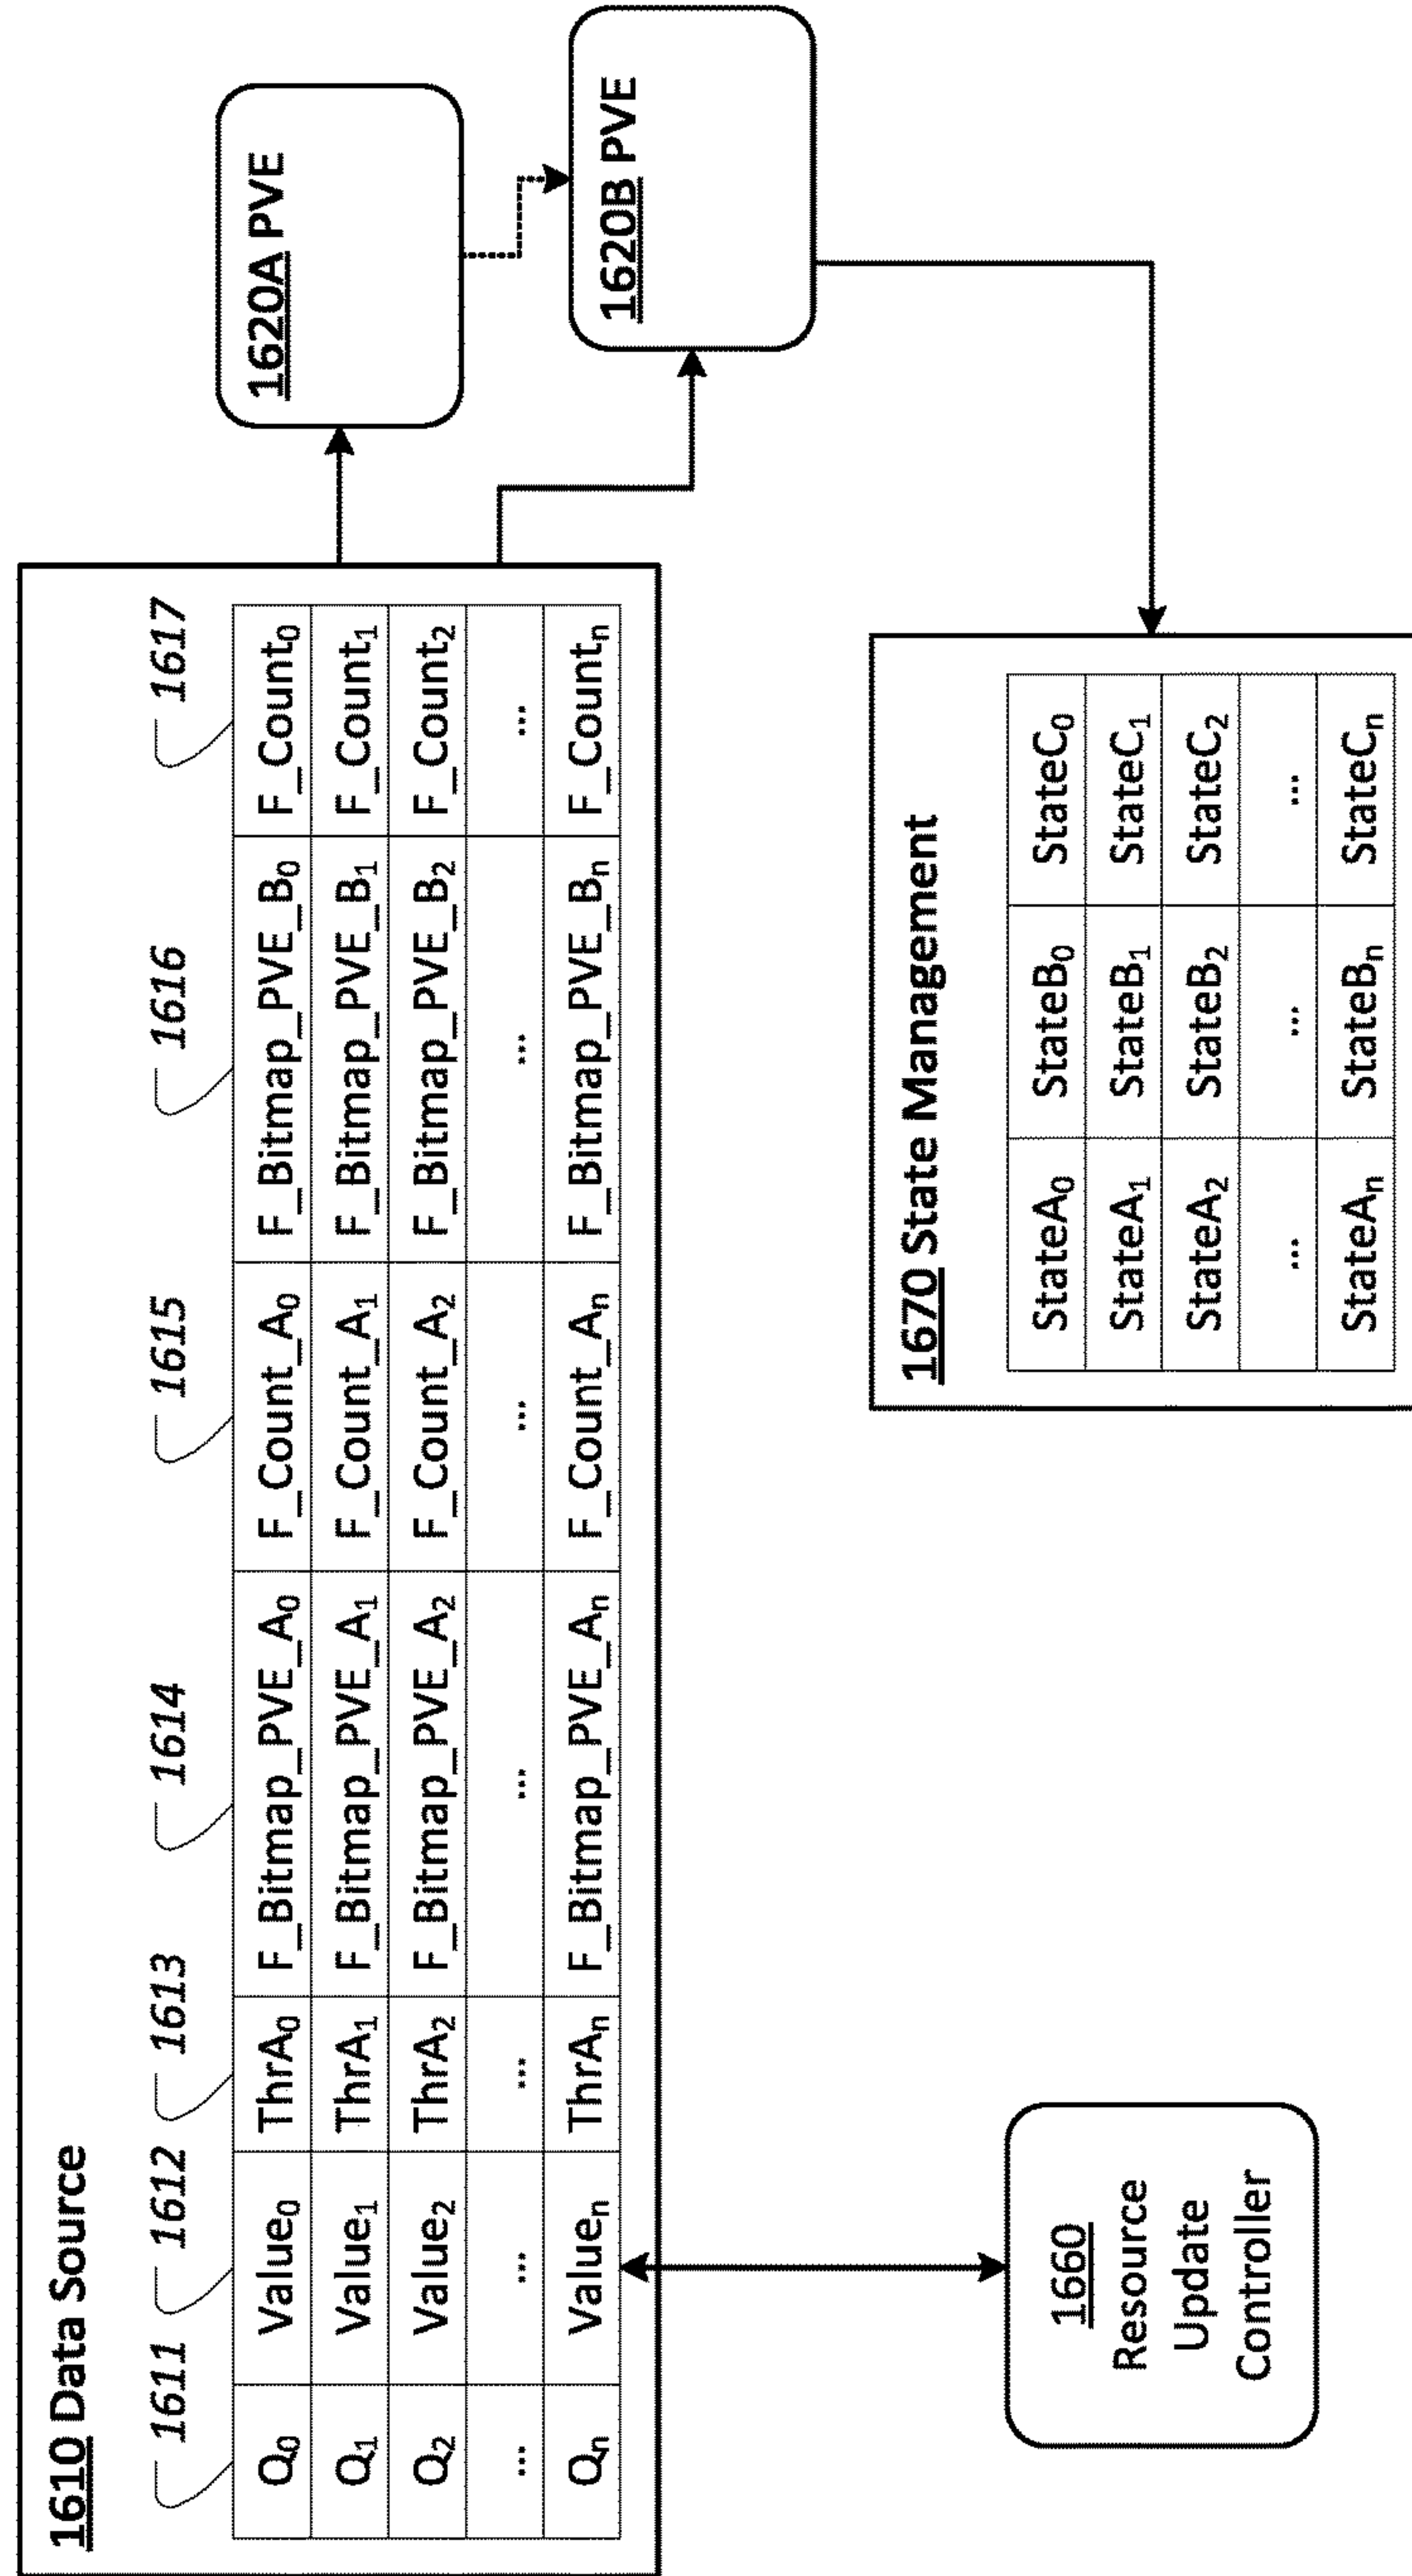 1610 Data Source
1611 1612 1613 1614 1615 1616 1617
Q₀ Value₀ ThrA₀ F_Bitmap_PVE_A₀ F_Count_A₀ F_Bitmap_PVE_B₀ F_Count₀
Q₁ Value₁ ThrA₁ F_Bitmap_PVE_A₁ F_Count_A₁ F_Bitmap_PVE_B₁ F_Count₁
Q₂ Value₂ ThrA₂ F_Bitmap_PVE_A₂ F_Count_A₂ F_Bitmap_PVE_B₂ F_Count₂
... ... ... ... ... ... ...
Qₙ Valueₙ ThrAₙ F_Bitmap_PVE_Aₙ F_Count_Aₙ F_Bitmap_PVE_Bₙ F_Countₙ
1620A PVE
1620B PVE
1660
Resource
Update
Controller
1670 State Management
StateA₀ StateB₀ StateC₀
StateA₁ StateB₁ StateC₁
StateA₂ StateB₂ StateC₂
... ... ...
StateAₙ StateBₙ StateCₙ